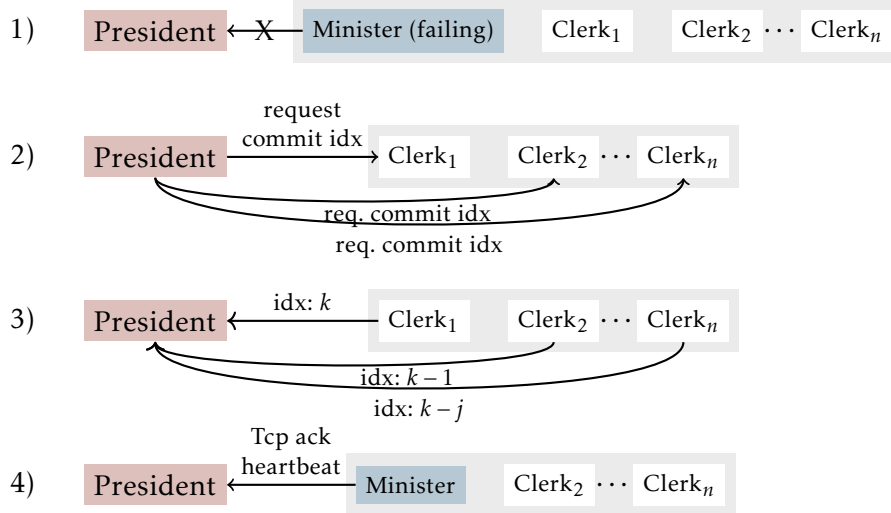 1) President X Minister (failing) Clerk₁ Clerk₂ ⋯ Clerkₙ
request
commit idx
2) President Clerk₁ Clerk₂ ⋯ Clerkₙ
req. commit idx
req. commit idx
3) President idx: k Clerk₁ Clerk₂ ⋯ Clerkₙ
idx: k − 1
idx: k − j
Tcp ack
heartbeat
4) President Minister Clerk₂ ⋯ Clerkₙ